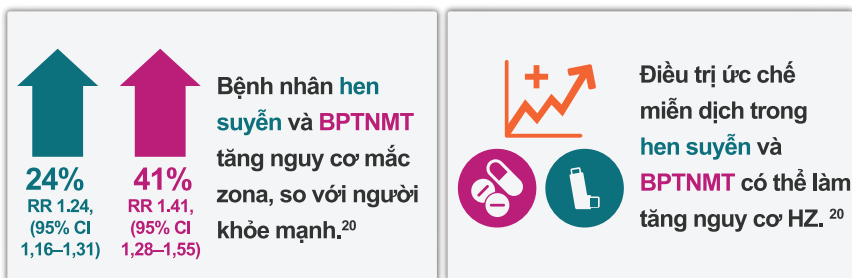 24%
RR 1.24,
(95% CI
1,16–1,31)
41%
RR 1.41,
(95% CI
1,28–1,55)
Bệnh nhân hen
suyễn và BPTNMT
tăng nguy cơ mắc
zona, so với người
khỏe mạnh.20
Điều trị ức chế
miễn dịch trong
hen suyễn và
BPTNMT có thể làm
tăng nguy cơ HZ. 20